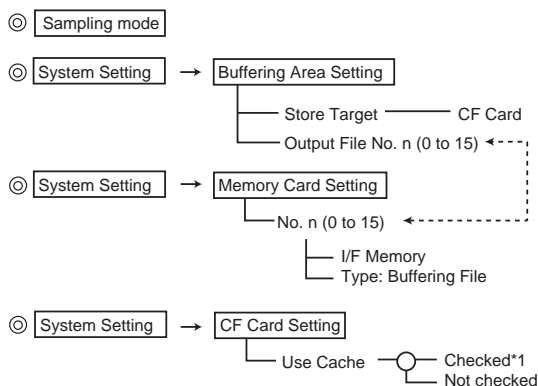 Sampling mode
System Setting → Buffering Area Setting
Store Target CF Card
Output File No. n (0 to 15)
System Setting → Memory Card Setting
No. n (0 to 15)
I/F Memory
Type: Buffering File
System Setting → CF Card Setting
Use Cache Checked*1
Not checked